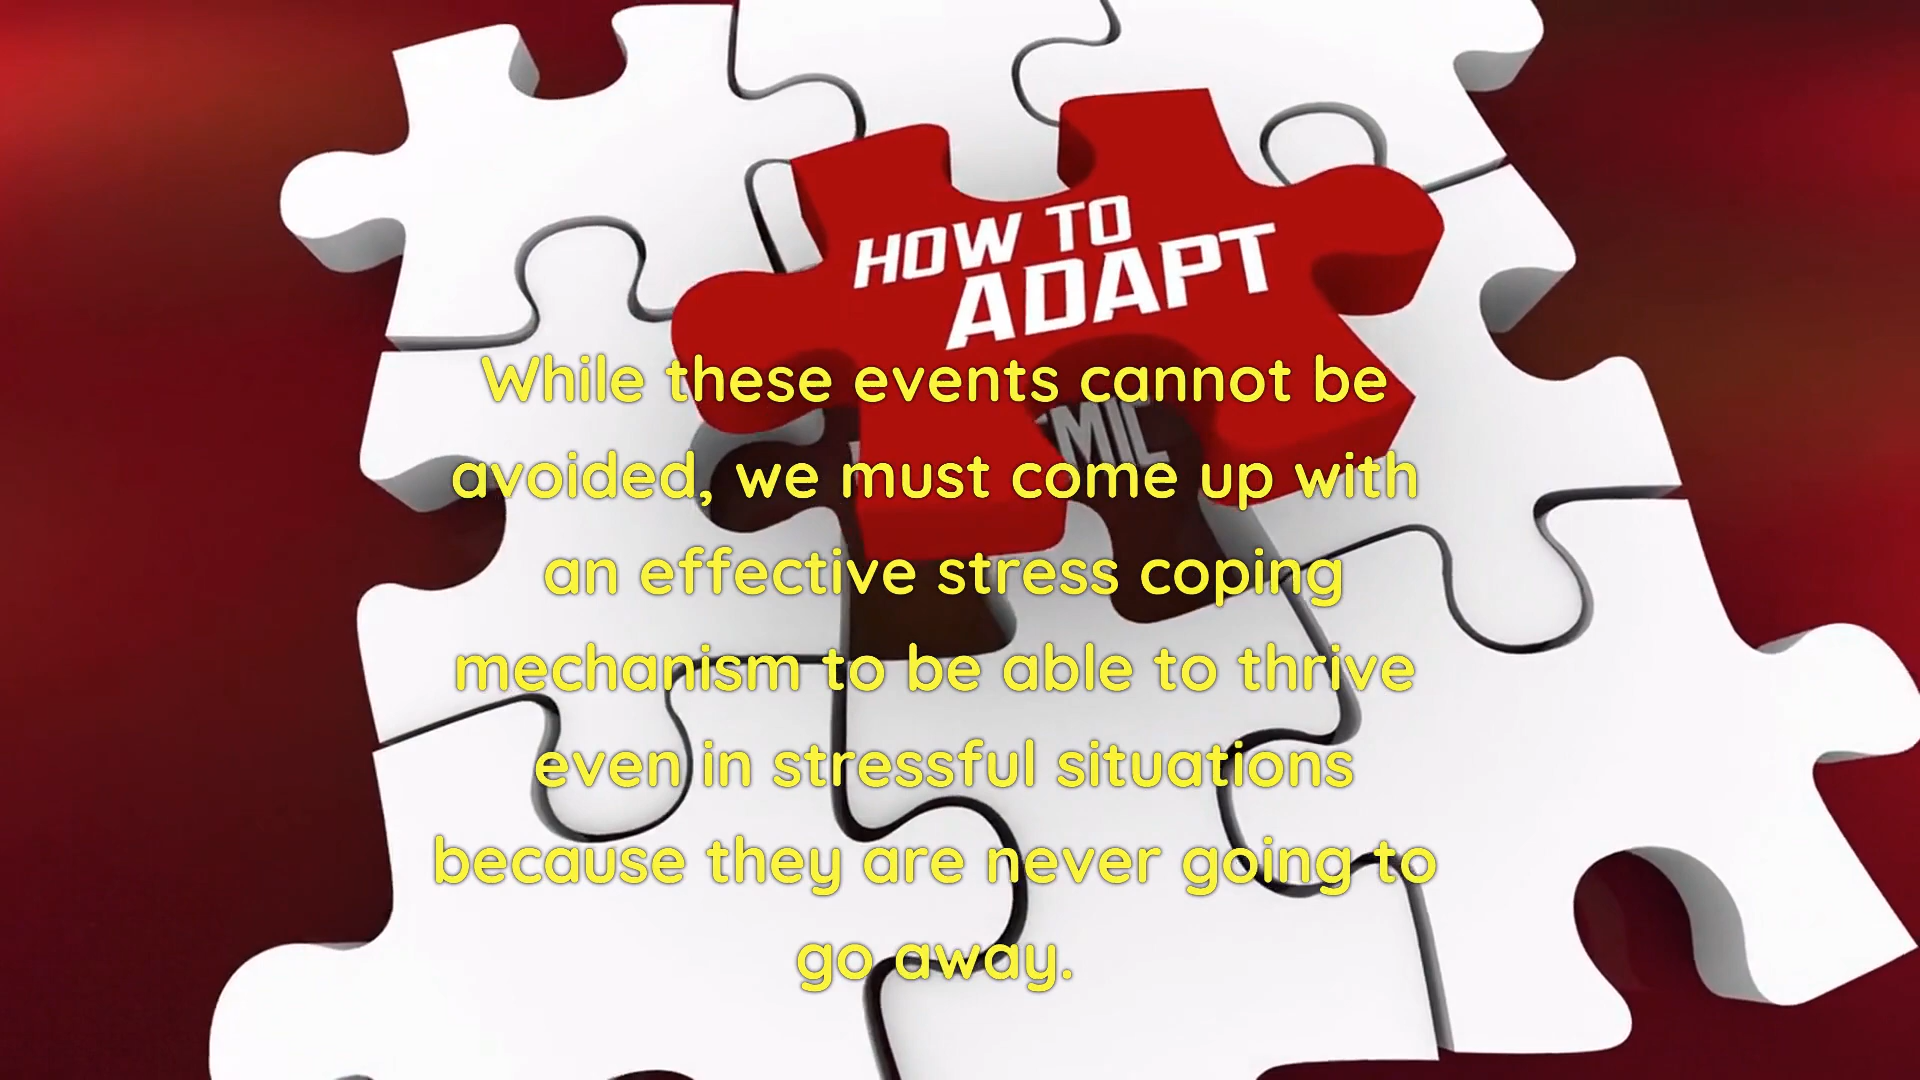 HOW TO
ADAPT
While these events cannot be
avoided, we must come up with
an effective stress coping
mechanism to be able to thrive
even in stressful situations
because they are never going to
go away.